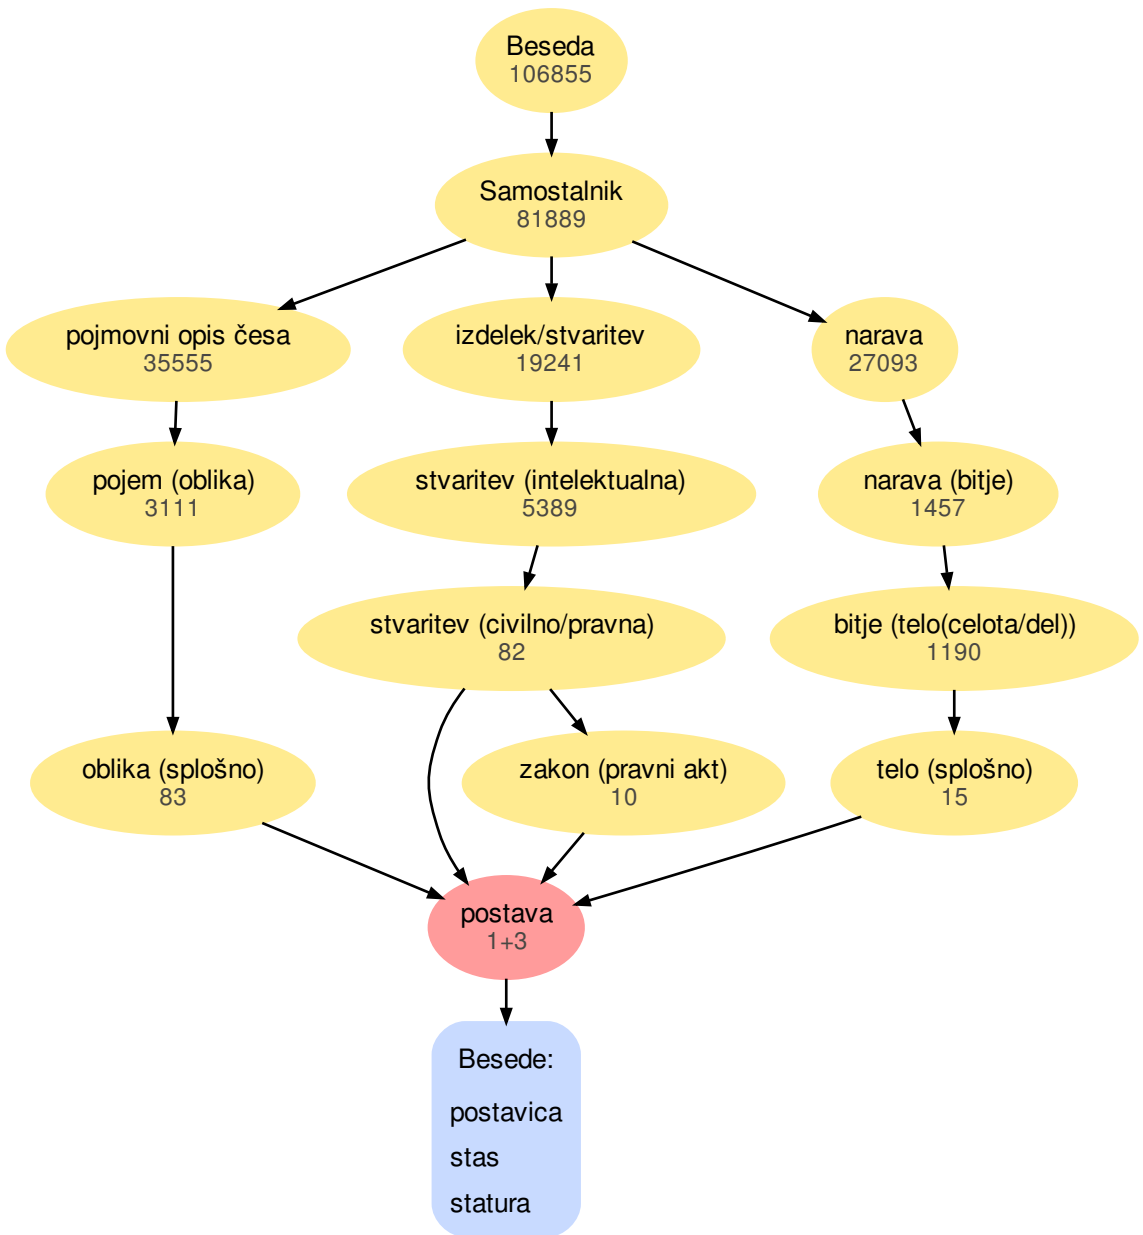 Beseda
106855
Samostalnik
81889
pojmovni opis česa
35555
izdelek/stvaritev
19241
narava
27093
pojem (oblika)
3111
stvaritev (intelektualna)
5389
narava (bitje)
1457
stvaritev (civilno/pravna)
82
bitje (telo(celota/del))
1190
oblika (splošno)
83
zakon (pravni akt)
10
telo (splošno)
15
postava
1+3
Besede:
postavica
stas
statura